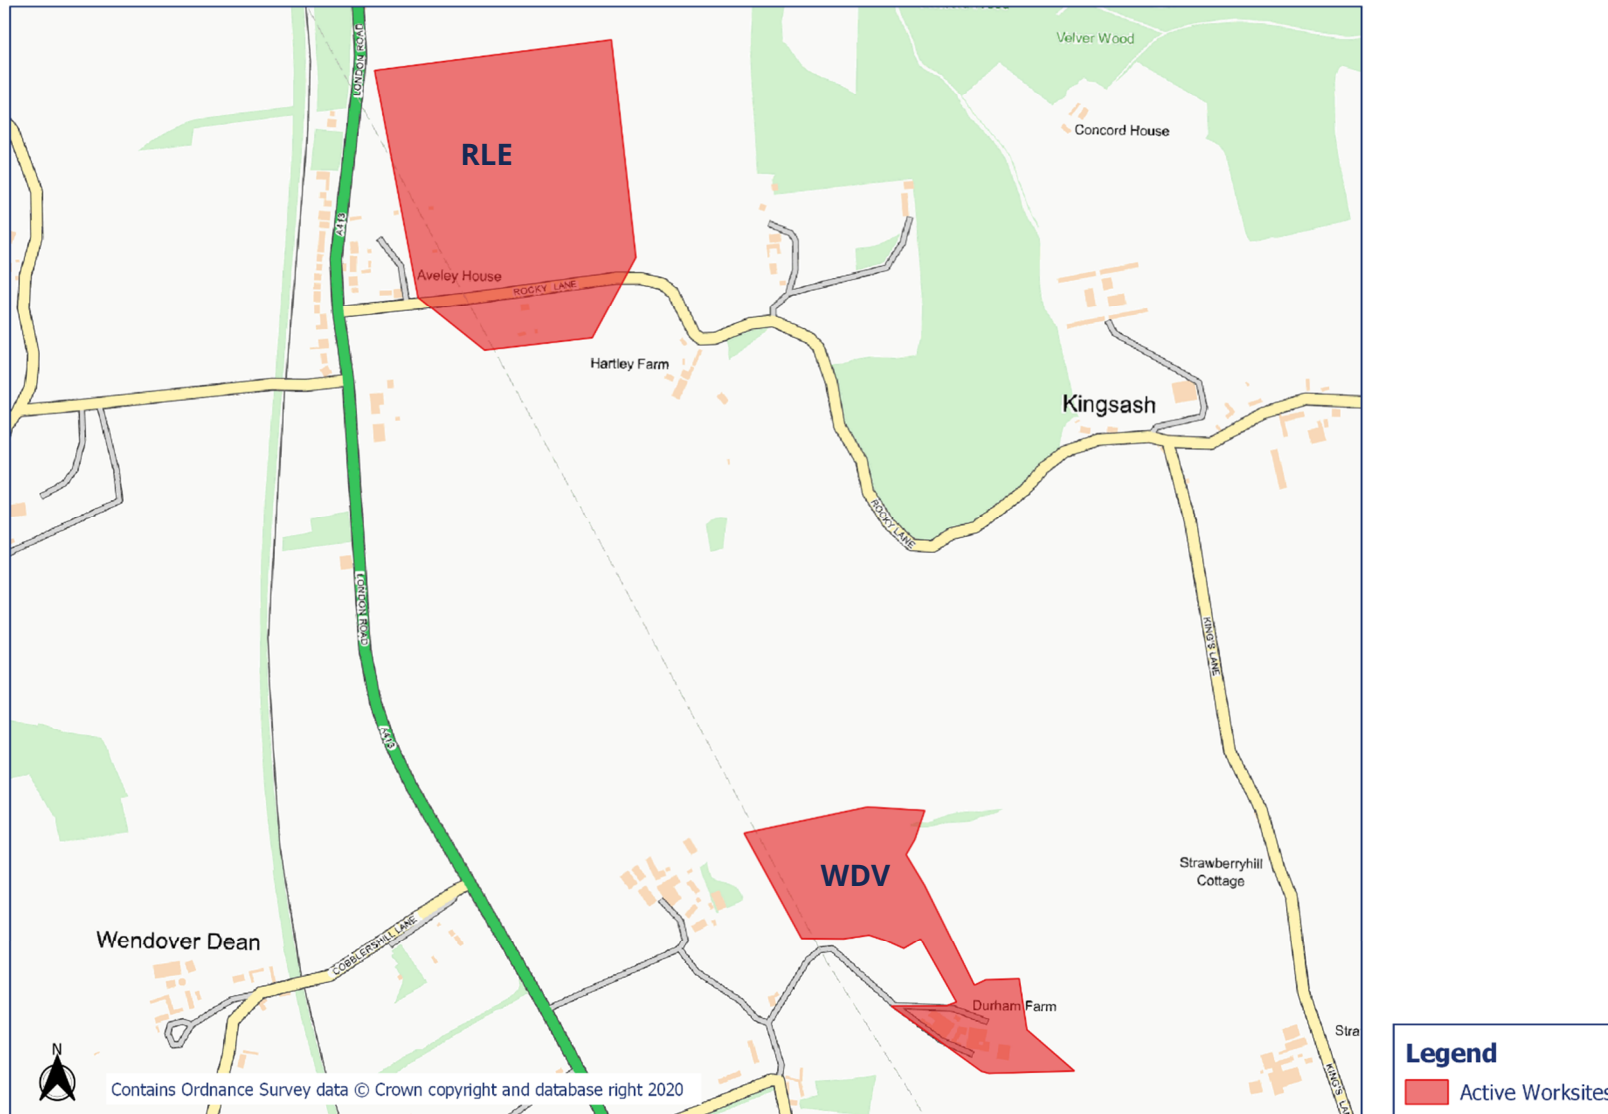 Velver Wood
LONDON ROAD
Concord House
RLE
A413
Aveley House
ROCKY LANE
Hartley Farm
Kingsash
ROCKY LANE
LONDON ROAD
KING'S LANE
A413
Strawberryhill
Cottage
WDV
Wendover Dean
COBBLERSHILL LANE
Durham Farm
Stra
KING'S LA
N
Contains Ordnance Survey data © Crown copyright and database right 2020
Legend
Active Worksites